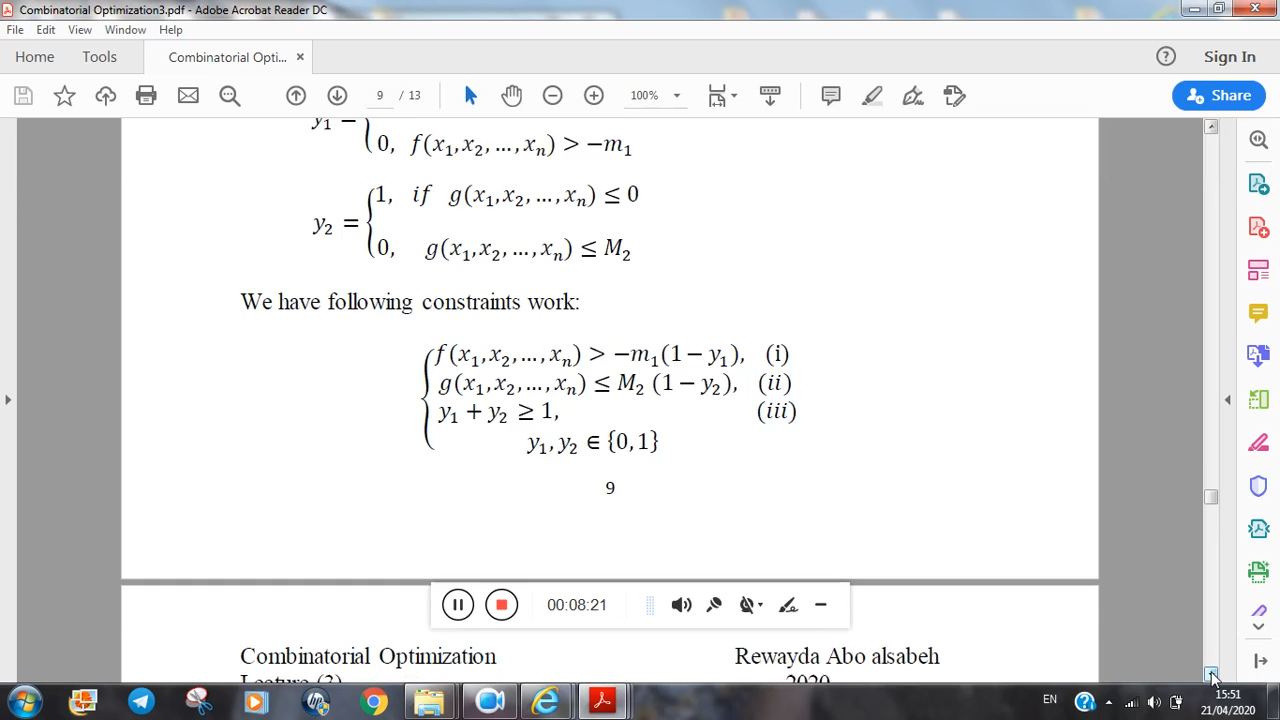 Combinatorial Optimization3.pdf - Adobe Acrobat Reader DC
File Edit View Window Help
Home Tools Combinatorial Opti... × Sign In
9 / 13 100% Share
y₁ = 0, f(x₁,x₂,…,xₙ) > −m₁
y₂ = { 1, if g(x₁,x₂,…,xₙ) ≤ 0
0, g(x₁,x₂,…,xₙ) ≤ M₂
We have following constraints work:
f(x₁,x₂,…,xₙ) > −m₁(1 − y₁), (i)
g(x₁,x₂,…,xₙ) ≤ M₂ (1 − y₂), (ii)
y₁ + y₂ ≥ 1, (iii)
y₁, y₂ ∈ {0,1}
9
00:08:21
Combinatorial Optimization Rewayda Abo alsabeh
Lecture (3) 2020
EN 15:51
21/04/2020